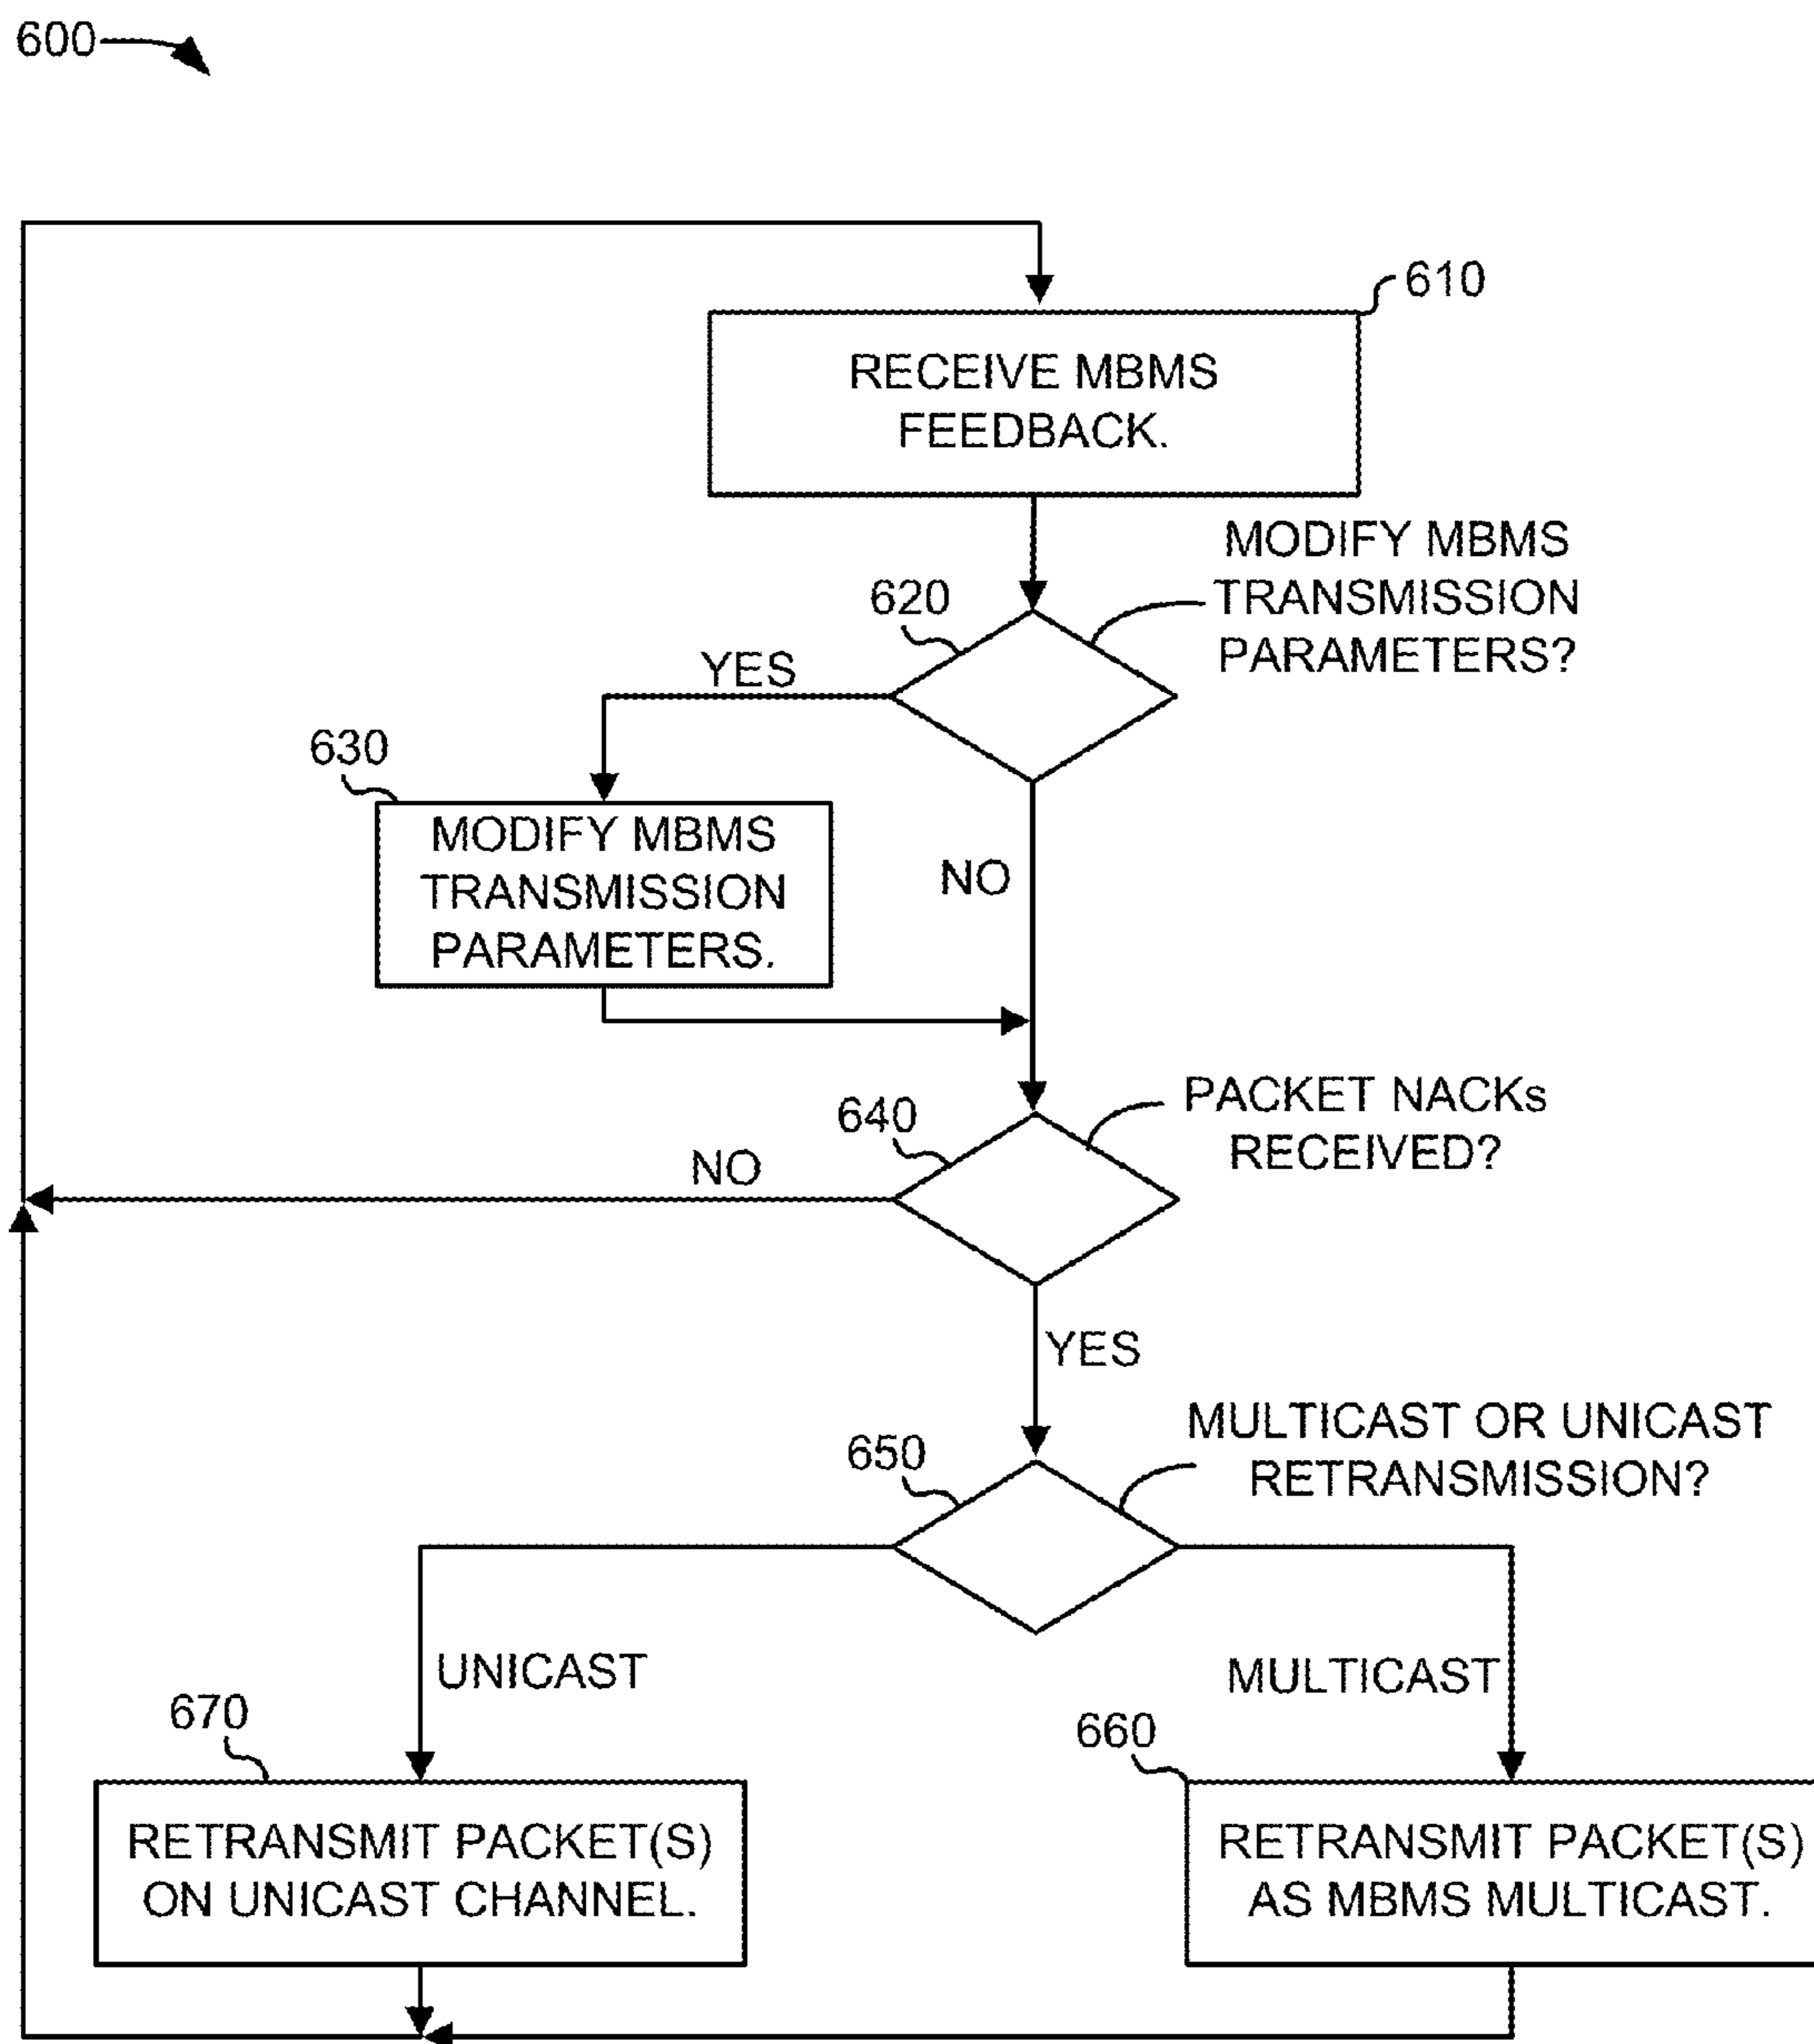 600
610
RECEIVE MBMS
FEEDBACK.
MODIFY MBMS
TRANSMISSION
PARAMETERS?
620
YES
630
MODIFY MBMS
TRANSMISSION
PARAMETERS.
NO
PACKET NACKs
RECEIVED?
640
NO
YES
MULTICAST OR UNICAST
RETRANSMISSION?
650
UNICAST
MULTICAST
670
660
RETRANSMIT PACKET(S)
ON UNICAST CHANNEL.
RETRANSMIT PACKET(S)
AS MBMS MULTICAST.